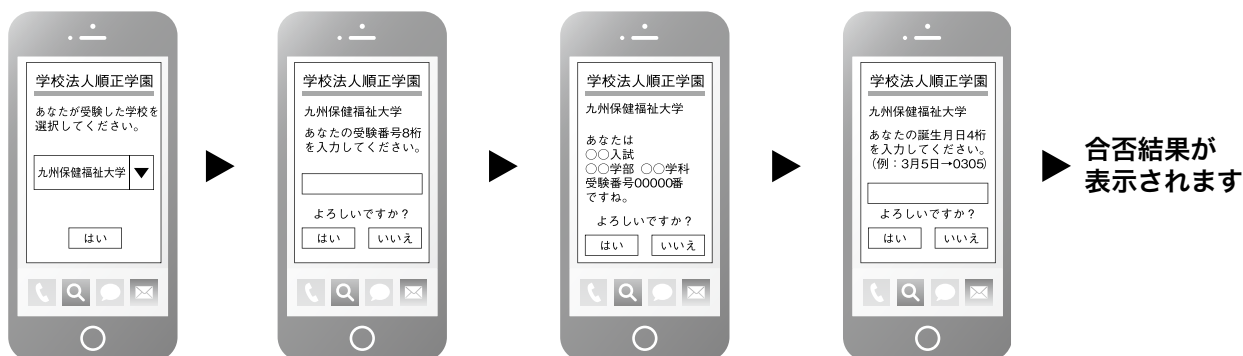 学校法人順正学園
あなたが受験した学校を
選択してください。
九州保健福祉大学
はい
学校法人順正学園
九州保健福祉大学
あなたの受験番号8桁
を入力してください。
よろしいですか？
はい いいえ
学校法人順正学園
九州保健福祉大学
あなたは
〇〇入試
〇〇学部 〇〇学科
受験番号00000番
ですね。
よろしいですか？
はい いいえ
学校法人順正学園
九州保健福祉大学
あなたの誕生月日4桁
を入力してください。
（例：3月5日→0305）
よろしいですか？
はい いいえ
合否結果が
表示されます